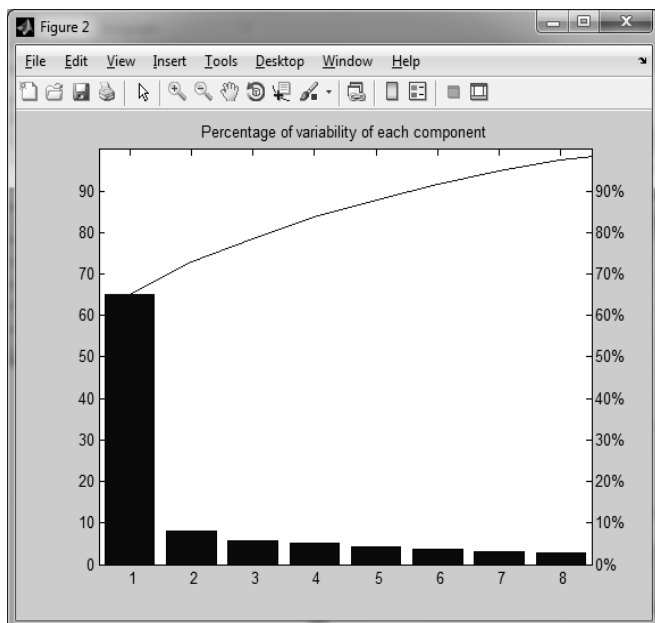 Figure 2
File Edit View Insert Tools Desktop Window Help
Percentage of variability of each component
90 90%
80 80%
70 70%
60 60%
50 50%
40 40%
30 30%
20 20%
10 10%
0 0%
1 2 3 4 5 6 7 8